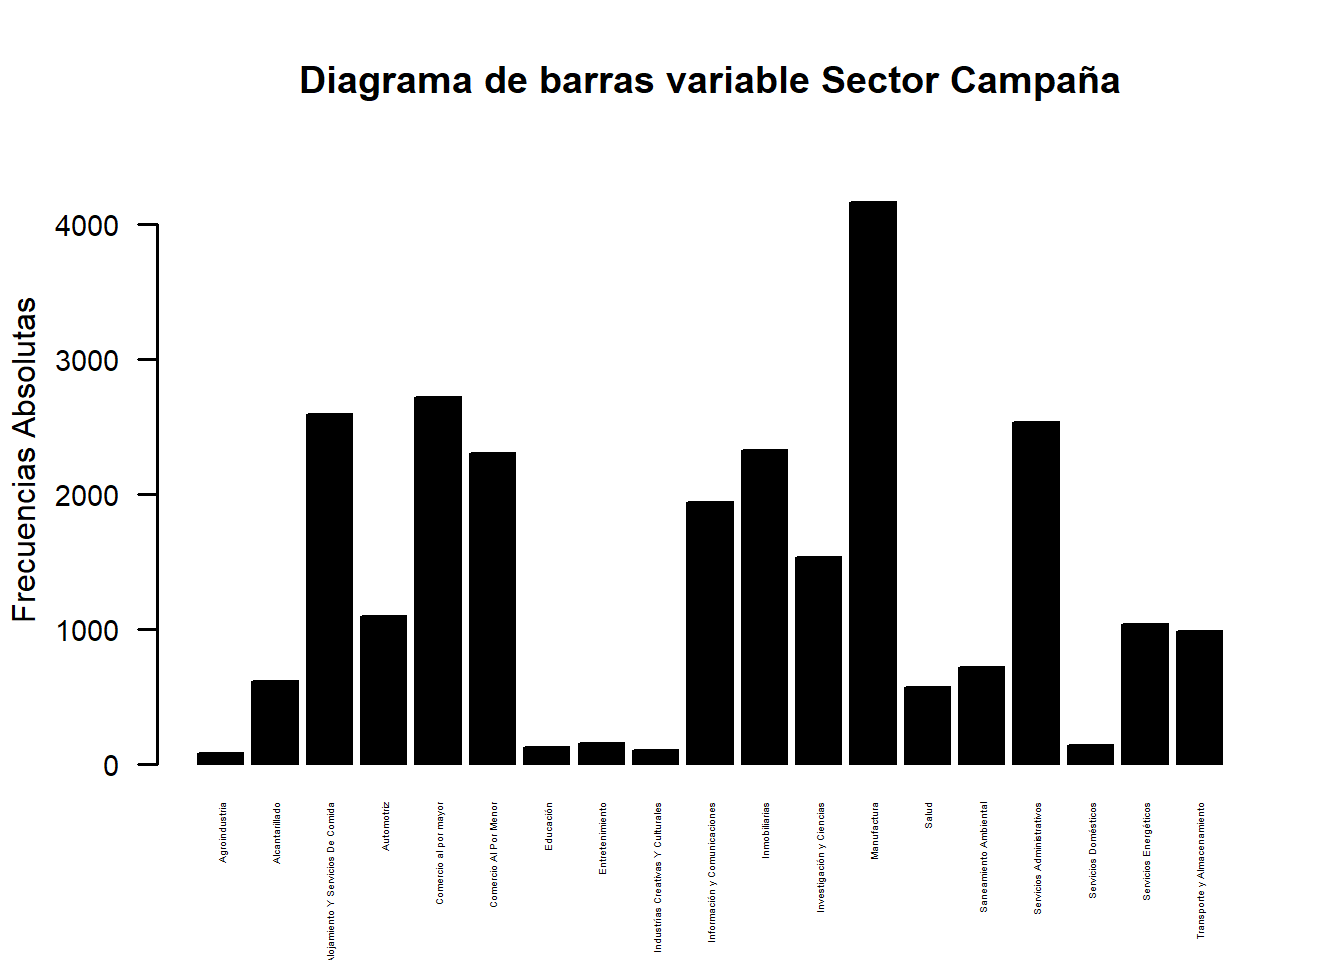 Diagrama de barras variable Sector Campaña
Frecuencias Absolutas
4000
3000
2000
1000
0
Agroindustria
Alcantarillado
Alojamiento Y Servicios De Comida
Automotriz
Comercio al por mayor
Comercio Al Por Menor
Educación
Entretenimiento
Industrias Creativas Y Culturales
Información y Comunicaciones
Inmobiliarias
Investigación y Ciencias
Manufactura
Salud
Saneamiento Ambiental
Servicios Administrativos
Servicios Domésticos
Servicios Energéticos
Transporte y Almacenamiento